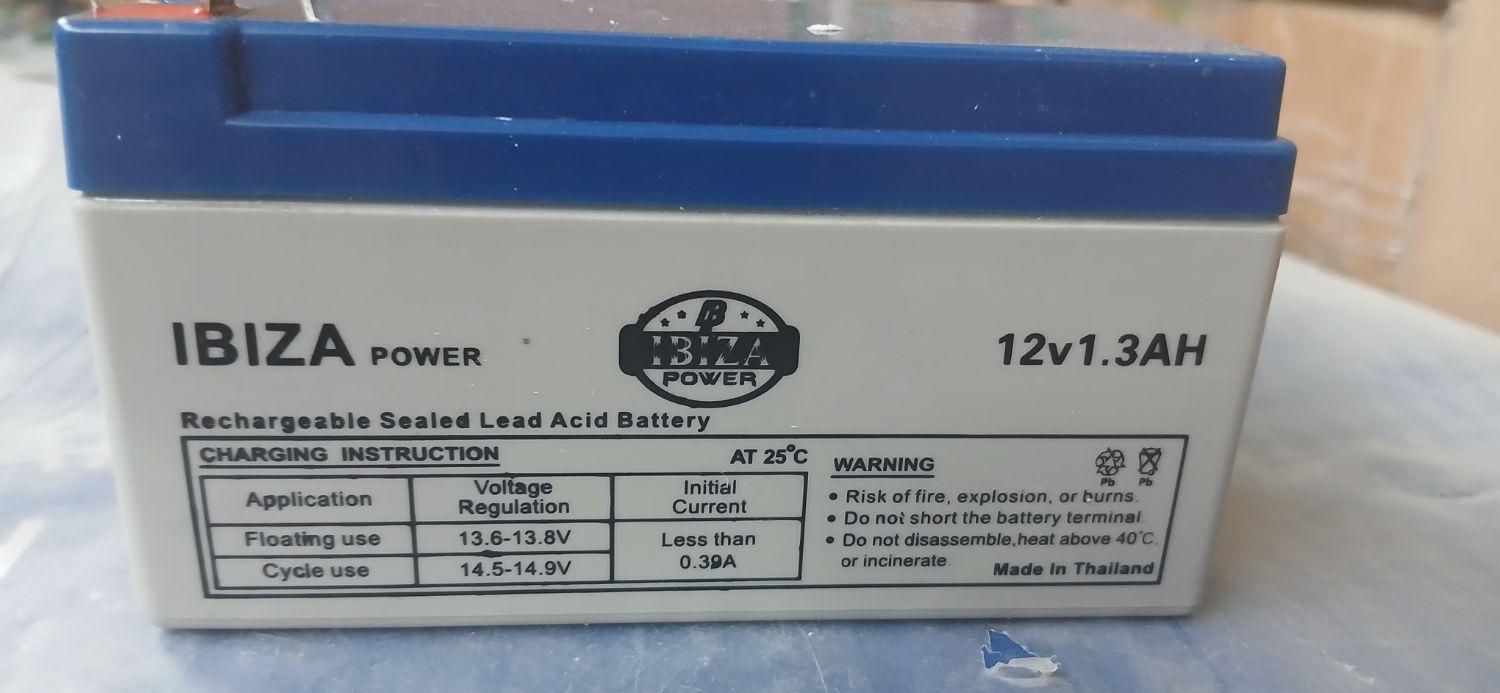 IBIZA POWER
IBIZA
POWER
12v1.3AH
Rechargeable Sealed Lead Acid Battery
CHARGING INSTRUCTION AT 25°C
Application Voltage Regulation Initial Current
Floating use 13.6-13.8V Less than 0.39A
Cycle use 14.5-14.9V
WARNING
Pb Pb
• Risk of fire, explosion, or burns.
• Do not short the battery terminal.
• Do not disassemble,heat above 40°C.
or incinerate.
Made In Thailand